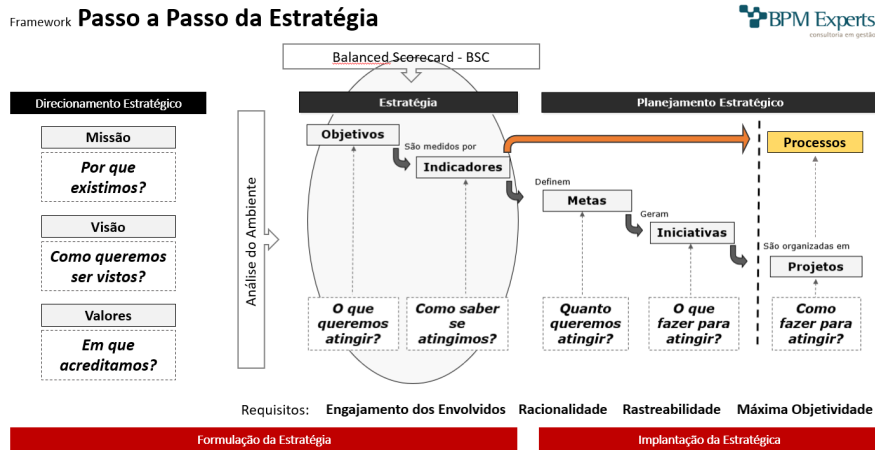 Framework Passo a Passo da Estratégia
BPM Experts
consultoria em gestão
Balanced Scorecard - BSC
Direcionamento Estratégico
Missão
Por que
existimos?
Visão
Como queremos
ser vistos?
Valores
Em que
acreditamos?
Análise do Ambiente
Estratégia
Objetivos
São medidos por
Indicadores
O que
queremos
atingir?
Como saber
se
atingimos?
Planejamento Estratégico
Definem
Metas
Geram
Iniciativas
Processos
São organizadas em
Projetos
Quanto
queremos
atingir?
O que
fazer para
atingir?
Como
fazer para
atingir?
Requisitos: Engajamento dos Envolvidos Racionalidade Rastreabilidade Máxima Objetividade
Formulação da Estratégia
Implantação da Estratégica